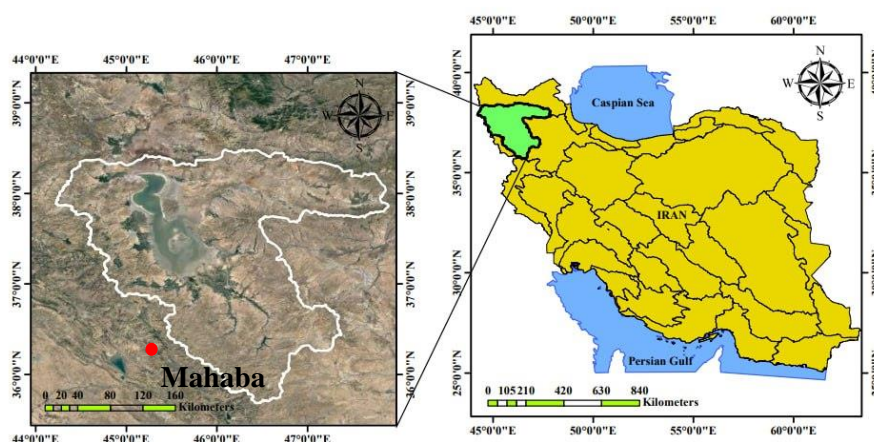 45°0'0"E 50°0'0"E 55°0'0"E 60°0'0"E
44°0'0"E 45°0'0"E 46°0'0"E 47°0'0"E
39°0'0"N
38°0'0"N
37°0'0"N
36°0'0"N
39°0'0"N
38°0'0"N
37°0'0"N
36°0'0"N
N
W E
S
Mahaba
0 20 40 80 120 160
Kilometers
44°0'0"E 45°0'0"E 46°0'0"E 47°0'0"E
40°0'0"N
35°0'0"N
30°0'0"N
25°0'0"N
N
W E
S
Caspian Sea
IRAN
Persian Gulf
0 105 210 420 630 840
Kilometers
45°0'0"E 50°0'0"E 55°0'0"E 60°0'0"E